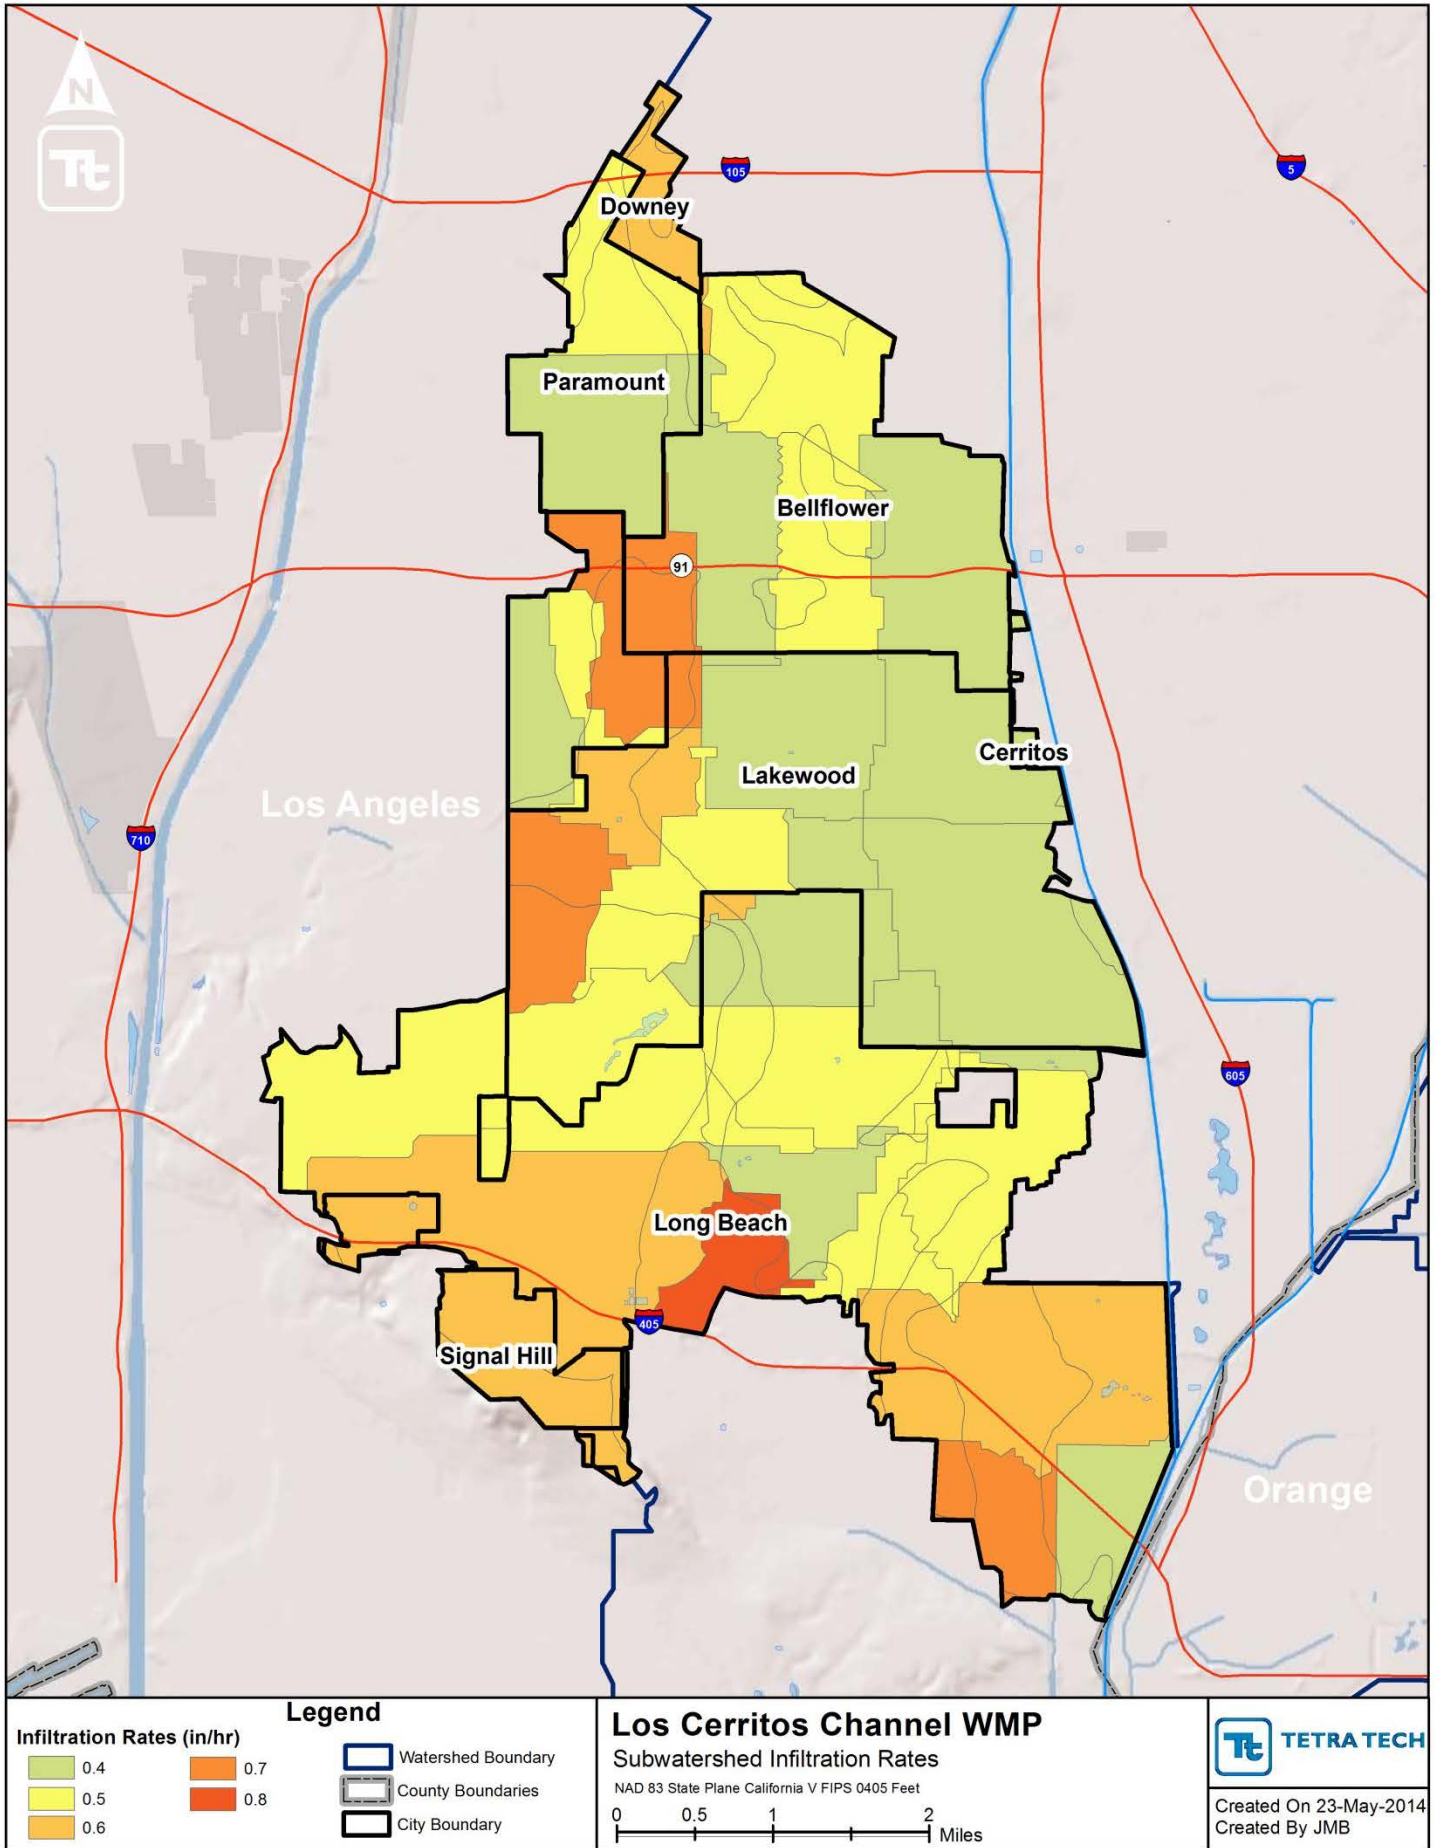 N
Tt
105
5
Downey
Paramount
Bellflower
91
Cerritos
Lakewood
Los Angeles
710
605
Long Beach
405
Signal Hill
Orange
Legend
Infiltration Rates (in/hr)
0.4
0.5
0.6
0.7
0.8
Watershed Boundary
County Boundaries
City Boundary
Los Cerritos Channel WMP
Subwatershed Infiltration Rates
NAD 83 State Plane California V FIPS 0405 Feet
0 0.5 1 2
Miles
Tt TETRA TECH
Created On 23-May-2014
Created By JMB